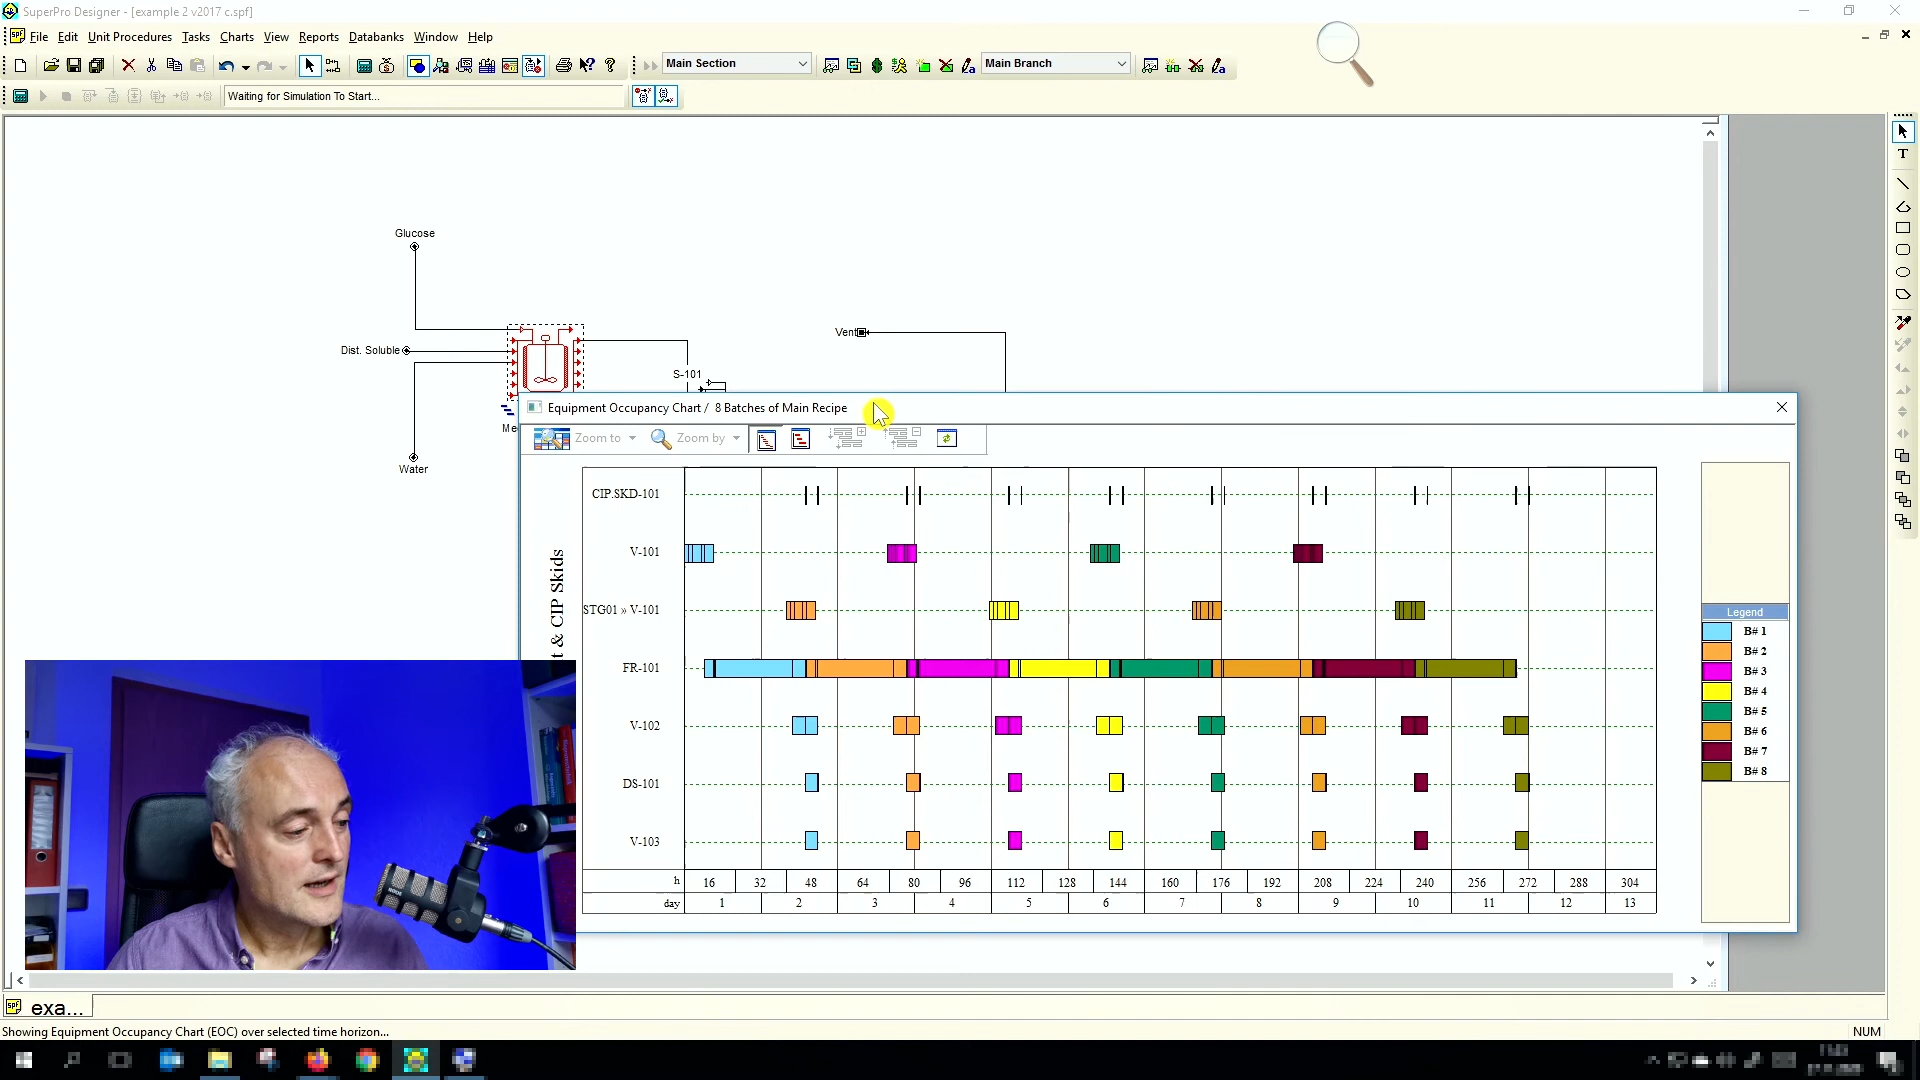 SuperPro Designer - [example 2 v2017 c.spf]
File Edit Unit Procedures Tasks Charts View Reports Databanks Window Help
Main Section
Main Branch
Waiting for Simulation To Start...
T
Glucose
Dist. Soluble
Water
Me
S-101
Vent
Equipment Occupancy Chart / 8 Batches of Main Recipe
Zoom to
Zoom by
t & CIP Skids
CIP.SKD-101
V-101
STG01 » V-101
FR-101
V-102
DS-101
V-103
h 16 32 48 64 80 96 112 128 144 160 176 192 208 224 240 256 272 288 304
day 1 2 3 4 5 6 7 8 9 10 11 12 13
Legend
B# 1
B# 2
B# 3
B# 4
B# 5
B# 6
B# 7
B# 8
exa...
Showing Equipment Occupancy Chart (EOC) over selected time horizon...
NUM